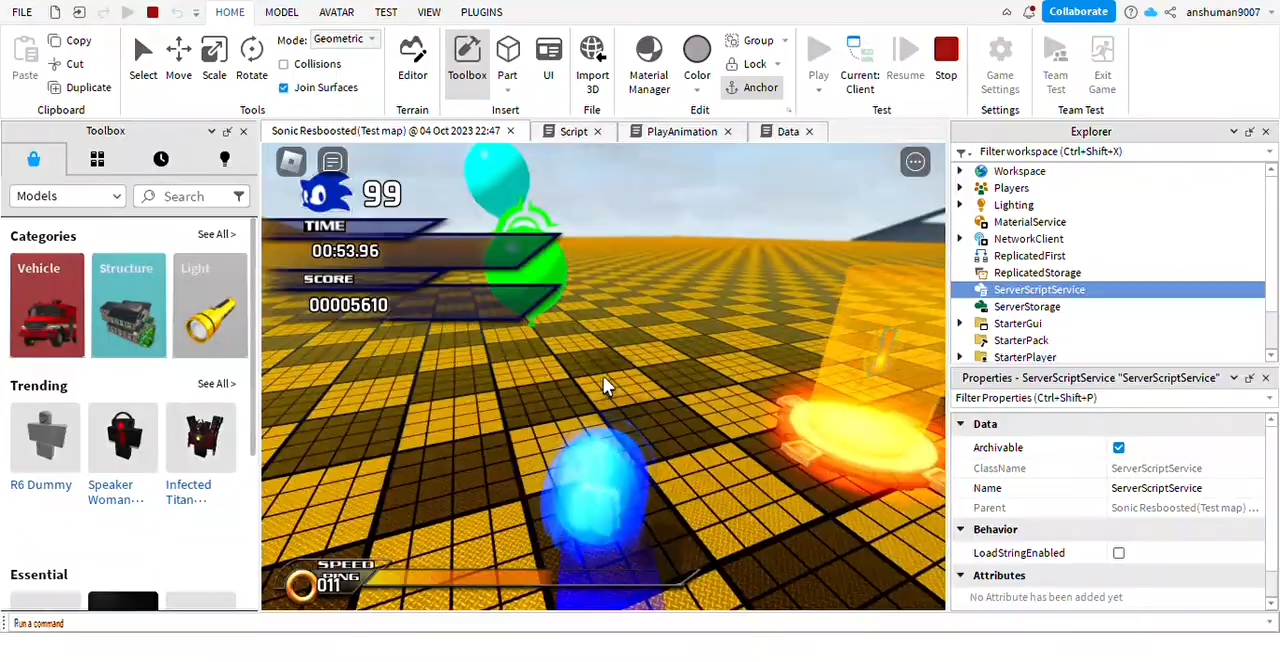 FILE HOME MODEL AVATAR TEST VIEW PLUGINS Collaborate anshuman9007
Paste Copy Cut Duplicate Clipboard
Select Move Scale Rotate Mode: Geometric Collisions Join Surfaces Tools
Editor Terrain
Toolbox Part UI Insert
Import 3D File
Material Manager Color Group Lock Anchor Edit
Play Current: Client Resume Stop Test
Game Settings Settings
Team Test Exit Game Team Test
Toolbox
Models Search
Categories See All >
Vehicle Structure Light
Trending See All >
R6 Dummy Speaker Woman··· Infected Titan···
Essential
Sonic Resboosted(Test map) @ 04 Oct 2023 22:47 Script PlayAnimation Data
99
TIME
00:53.96
SCORE
00005610
SPEED
RING
011
Explorer
Filter workspace (Ctrl+Shift+X)
Workspace
Players
Lighting
MaterialService
NetworkClient
ReplicatedFirst
ReplicatedStorage
ServerScriptService
ServerStorage
StarterGui
StarterPack
StarterPlayer
Properties - ServerScriptService "ServerScriptService"
Filter Properties (Ctrl+Shift+P)
Data
Archivable
ClassName ServerScriptService
Name ServerScriptService
Parent Sonic Resboosted(Test map) ...
Behavior
LoadStringEnabled
Attributes
No Attribute has been added yet
Run a command